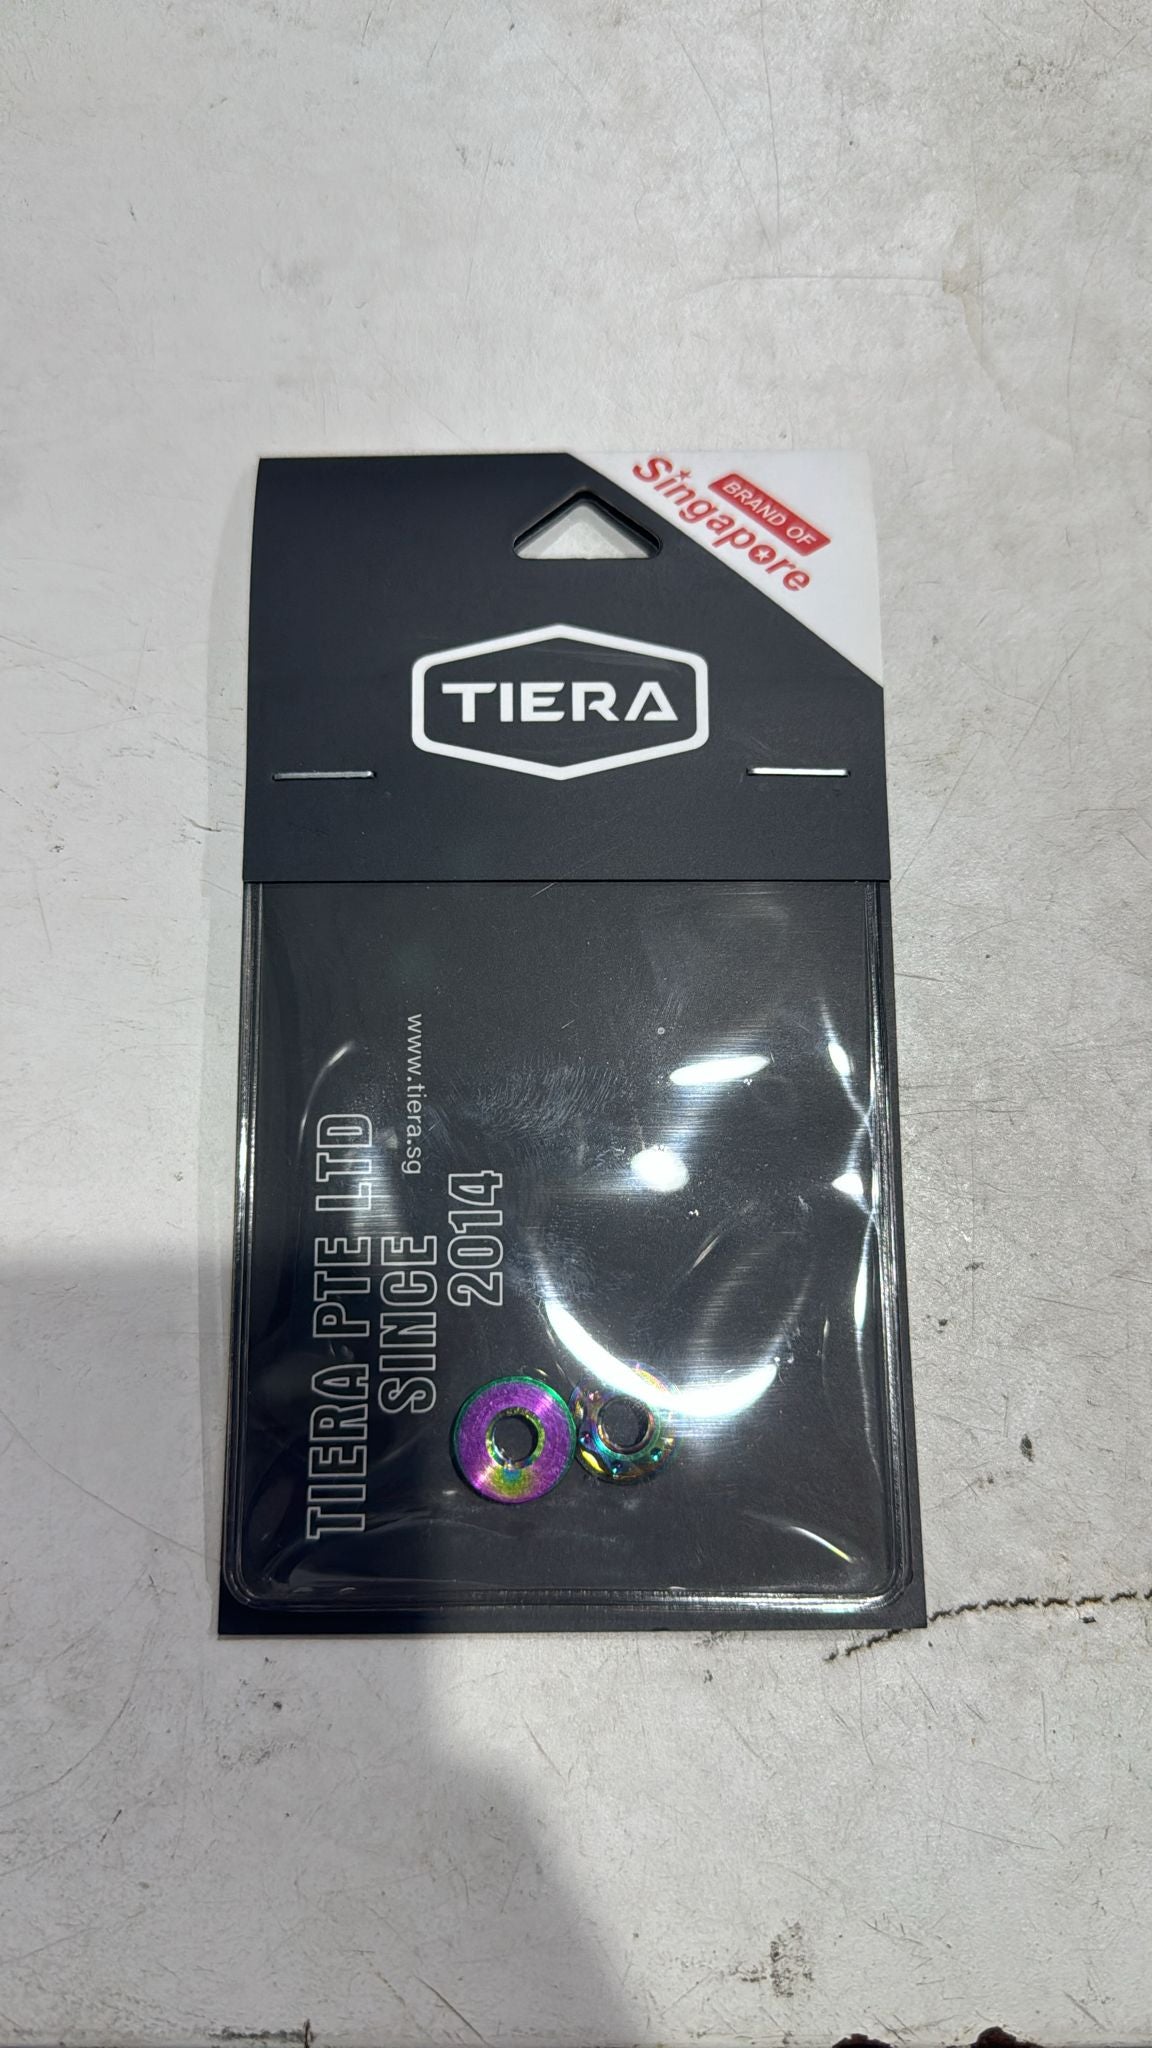 BRAND OF
Singapore
TIERA
www.tiera.sg
TIERA PTE LTD
SINCE
2014